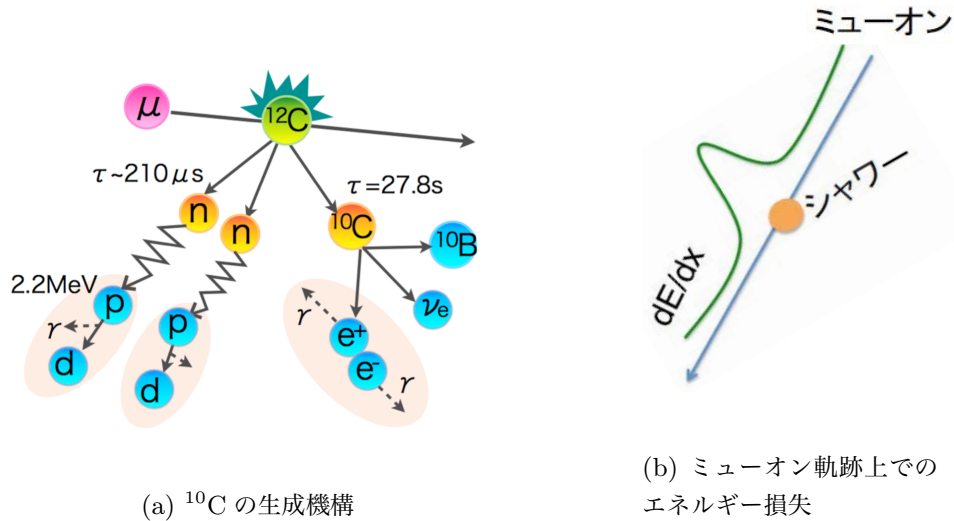 μ
¹²C
τ~210μs
τ=27.8s
n
n
¹⁰C
¹⁰B
2.2MeV
p
p
νe
r
r
e⁺
e⁻
d
d
r
(a) ¹⁰C の生成機構
ミューオン
シャワー
dE/dx
(b) ミューオン軌跡上での
エネルギー損失